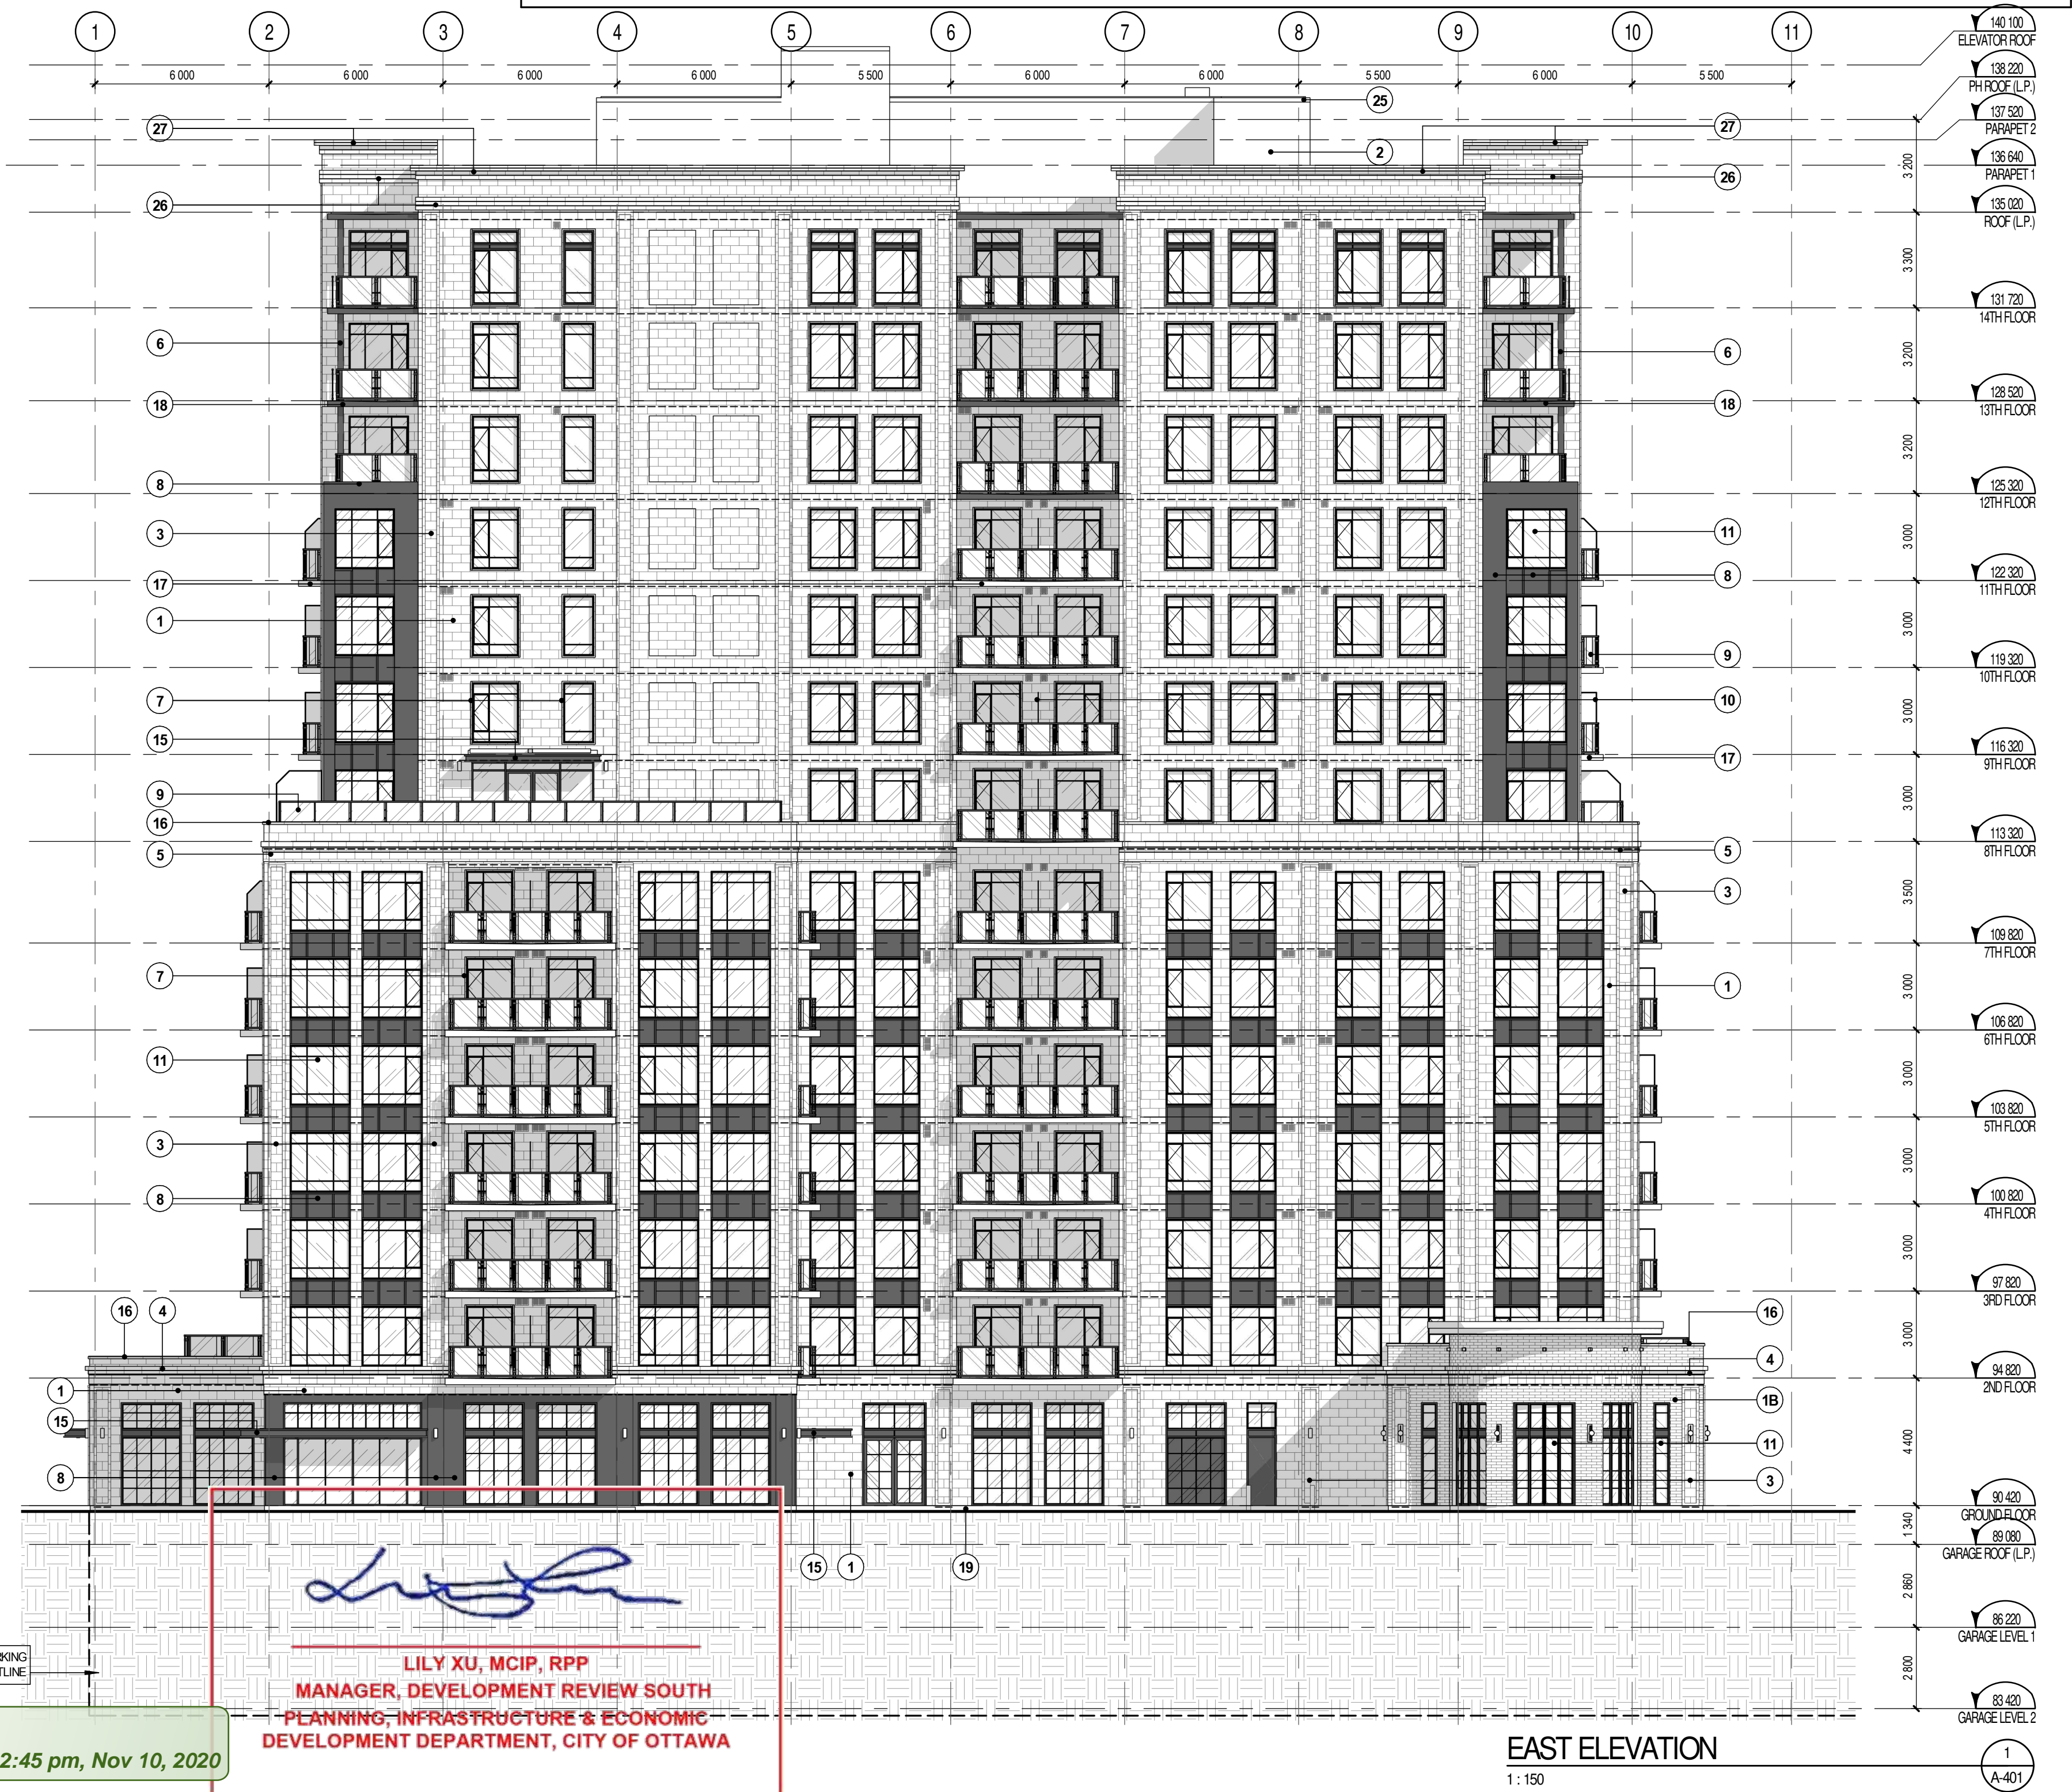 1 2 3 4 5 6 7 8 9 10 11
6 000 6 000 6 000 6 000 5 500 6 000 6 000 5 500 6 000 5 500
140 100
ELEVATOR ROOF
138 220
PH ROOF (L.P.)
137 520
PARAPET 2
136 640
PARAPET 1
135 020
ROOF (L.P.)
131 720
14TH FLOOR
128 520
13TH FLOOR
125 320
12TH FLOOR
122 320
11TH FLOOR
119 320
10TH FLOOR
116 320
9TH FLOOR
113 320
8TH FLOOR
109 820
7TH FLOOR
106 820
6TH FLOOR
103 820
5TH FLOOR
100 820
4TH FLOOR
97 820
3RD FLOOR
94 820
2ND FLOOR
90 420
GROUND FLOOR
89 080
GARAGE ROOF (L.P.)
86 220
GARAGE LEVEL 1
83 420
GARAGE LEVEL 2
3 200
3 300
3 200
3 200
3 000
3 000
3 000
3 000
3 500
3 000
3 000
3 000
3 000
3 000
4 400
1 340
2 860
2 800
27
26
6
18
8
3
17
1
7
15
9
16
5
7
11
3
8
16 4
1
15
8
25
2
27
26
6
18
11
8
9
10
17
5
3
1
16
4
1B
11
3
15 1 19
RKING
TLINE
LILY XU, MCIP, RPP
MANAGER, DEVELOPMENT REVIEW SOUTH
PLANNING, INFRASTRUCTURE & ECONOMIC
DEVELOPMENT DEPARTMENT, CITY OF OTTAWA
2:45 pm, Nov 10, 2020
EAST ELEVATION
1 : 150
1
A-401